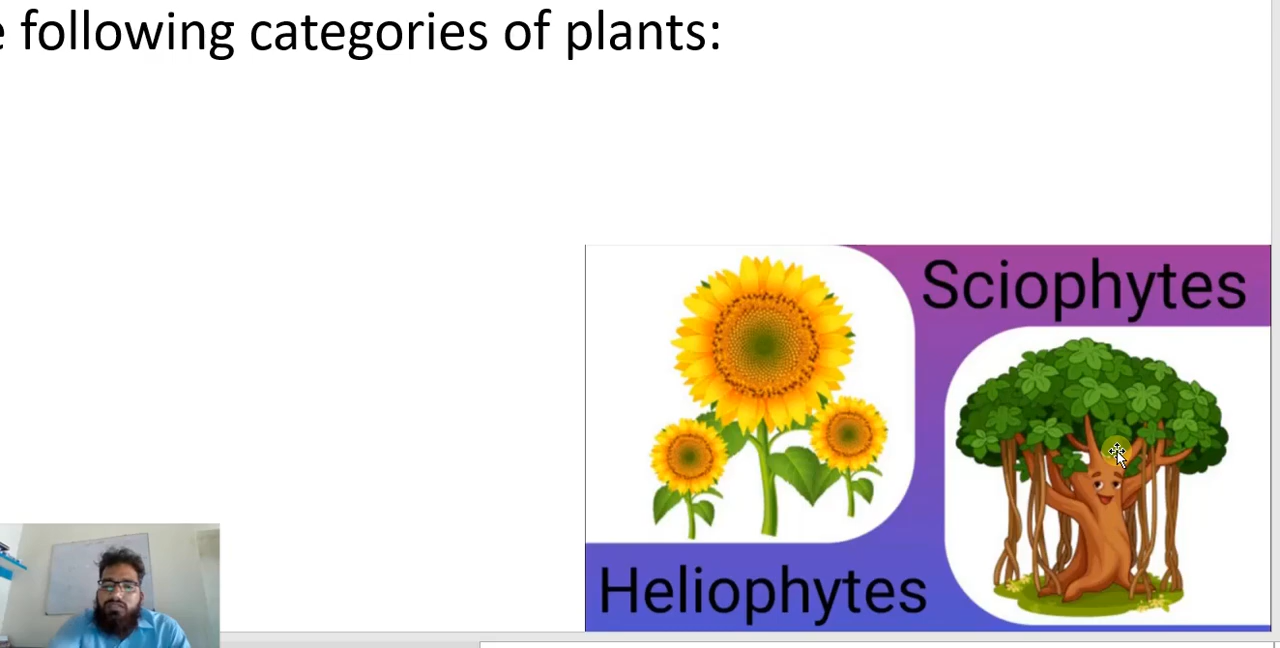 following categories of plants:
Sciophytes
Heliophytes